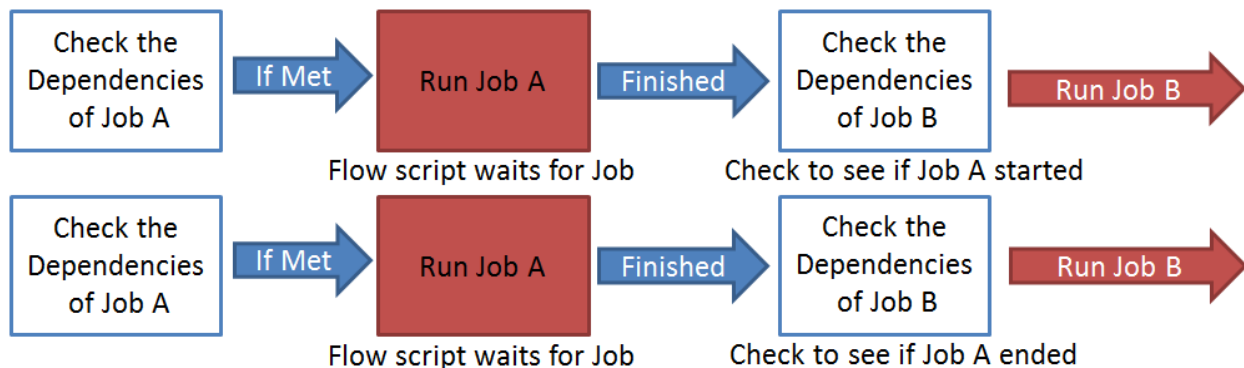 Check the
Dependencies
of Job A
If Met
Run Job A
Finished
Check the
Dependencies
of Job B
Run Job B
Flow script waits for Job
Check to see if Job A started
Check the
Dependencies
of Job A
If Met
Run Job A
Finished
Check the
Dependencies
of Job B
Run Job B
Flow script waits for Job
Check to see if Job A ended